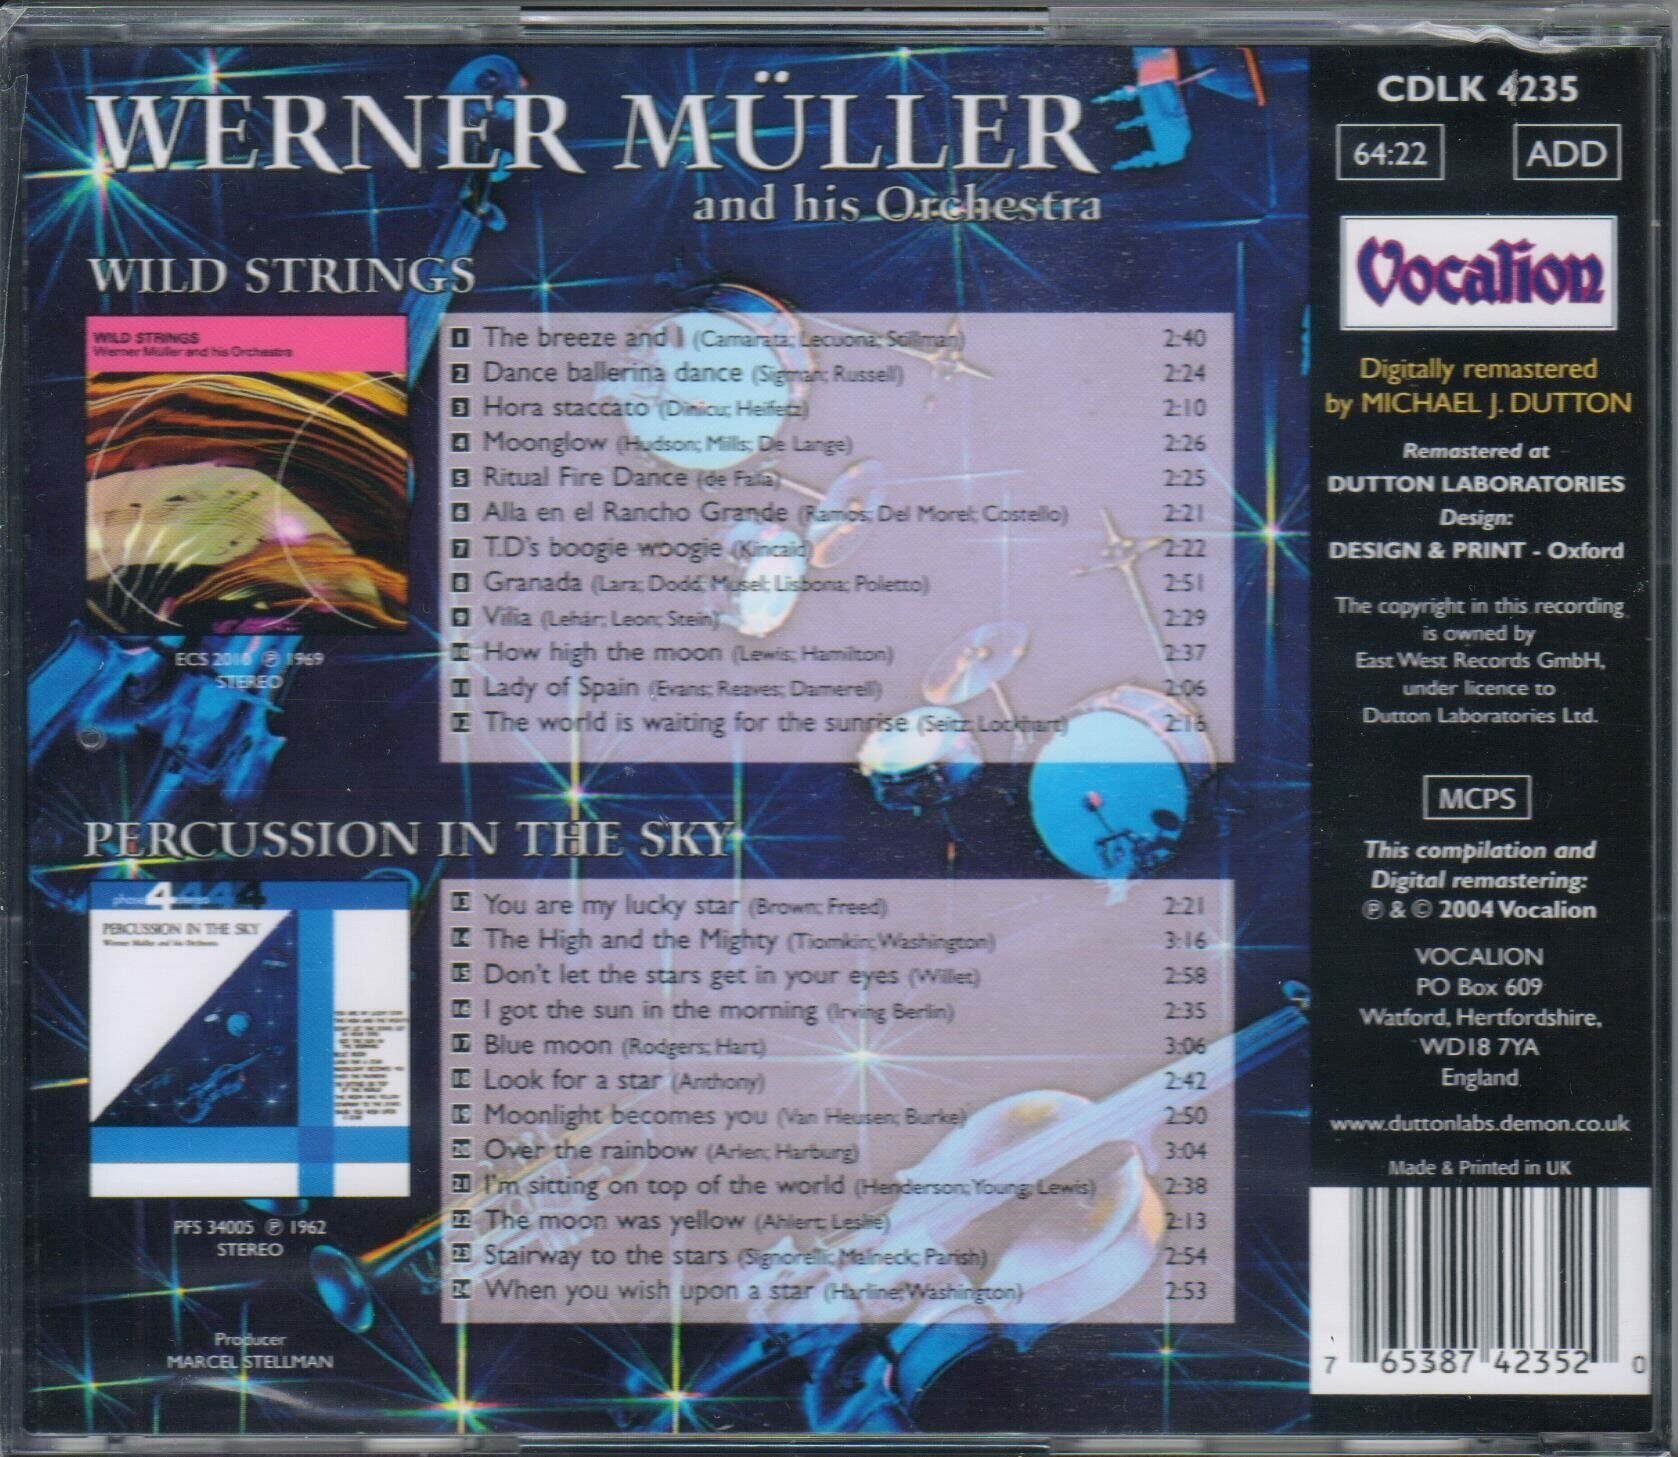 WERNER MÜLLER
and his Orchestra
WILD STRINGS
WILD STRINGS
Werner Müller and his Orchestra
ECS 2010 ℗ 1969
STEREO
1 The breeze and I (Camarata; Lecuona; Stillman) 2:40
2 Dance ballerina dance (Sigman; Russell) 2:24
3 Hora staccato (Dinicu; Heifetz) 2:10
4 Moonglow (Hudson; Mills; De Lange) 2:26
5 Ritual Fire Dance (de Falla) 2:25
6 Alla en el Rancho Grande (Ramos; Del Morel; Costello) 2:21
7 T.D's boogie woogie (Kincaid) 2:22
8 Granada (Lara; Dodd; Musel; Lisbona; Poletto) 2:51
9 Vilia (Lehár; Leon; Stein) 2:29
10 How high the moon (Lewis; Hamilton) 2:37
11 Lady of Spain (Evans; Reaves; Damerell) 2:06
12 The world is waiting for the sunrise (Seitz; Lockhart) 2:16
PERCUSSION IN THE SKY
phase 4 stereo 4 4 4
PERCUSSION IN THE SKY
Werner Müller and his Orchestra
PFS 34005 ℗ 1962
STEREO
Producer
MARCEL STELLMAN
13 You are my lucky star (Brown; Freed) 2:21
14 The High and the Mighty (Tiomkin; Washington) 3:16
15 Don't let the stars get in your eyes (Willet) 2:58
16 I got the sun in the morning (Irving Berlin) 2:35
17 Blue moon (Rodgers; Hart) 3:06
18 Look for a star (Anthony) 2:42
19 Moonlight becomes you (Van Heusen; Burke) 2:50
20 Over the rainbow (Arlen; Harburg) 3:04
21 I'm sitting on top of the world (Henderson; Young; Lewis) 2:38
22 The moon was yellow (Ahlert; Leslie) 2:13
23 Stairway to the stars (Signorelli; Malneck; Parish) 2:54
24 When you wish upon a star (Harline; Washington) 2:53
CDLK 4235
64:22 ADD
Vocalion
Digitally remastered
by MICHAEL J. DUTTON
Remastered at
DUTTON LABORATORIES
Design:
DESIGN & PRINT - Oxford
The copyright in this recording
is owned by
East West Records GmbH,
under licence to
Dutton Laboratories Ltd.
MCPS
This compilation and
Digital remastering:
℗ & © 2004 Vocalion
VOCALION
PO Box 609
Watford, Hertfordshire,
WD18 7YA
England
www.duttonlabs.demon.co.uk
Made & Printed in UK
7 65387 42352 0